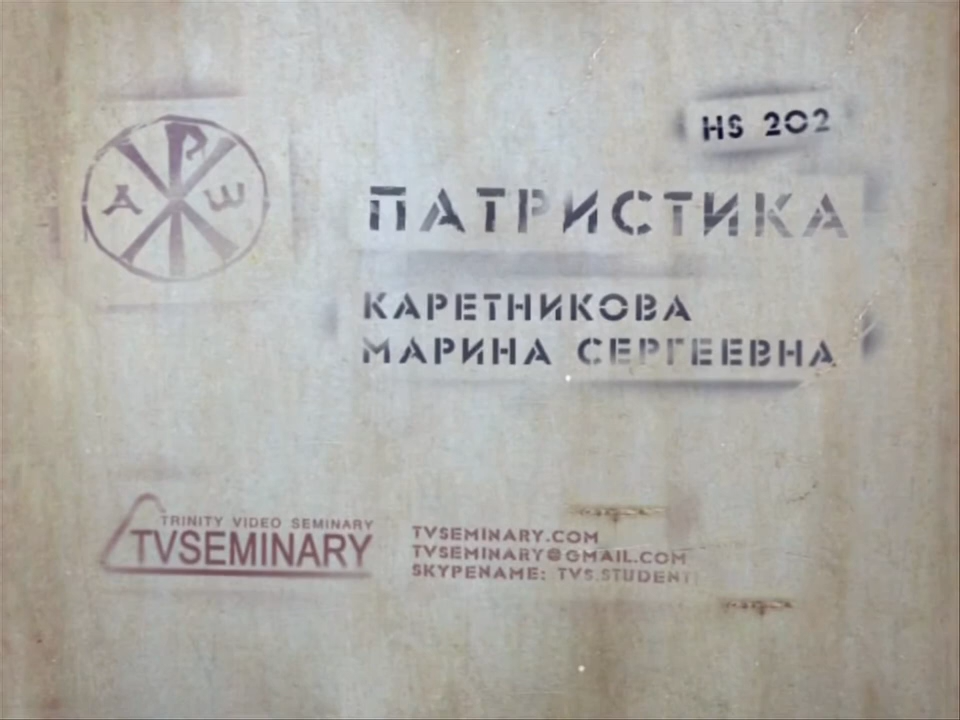 HS 202
ПАТРИСТИКА
КАРЕТНИКОВА
МАРИНА СЕРГЕЕВНА
TRINITY VIDEO SEMINARY
TVSEMINARY
TVSEMINARY.COM
TVSEMINARY@GMAIL.COM
SKYPENAME: TVS.STUDENT